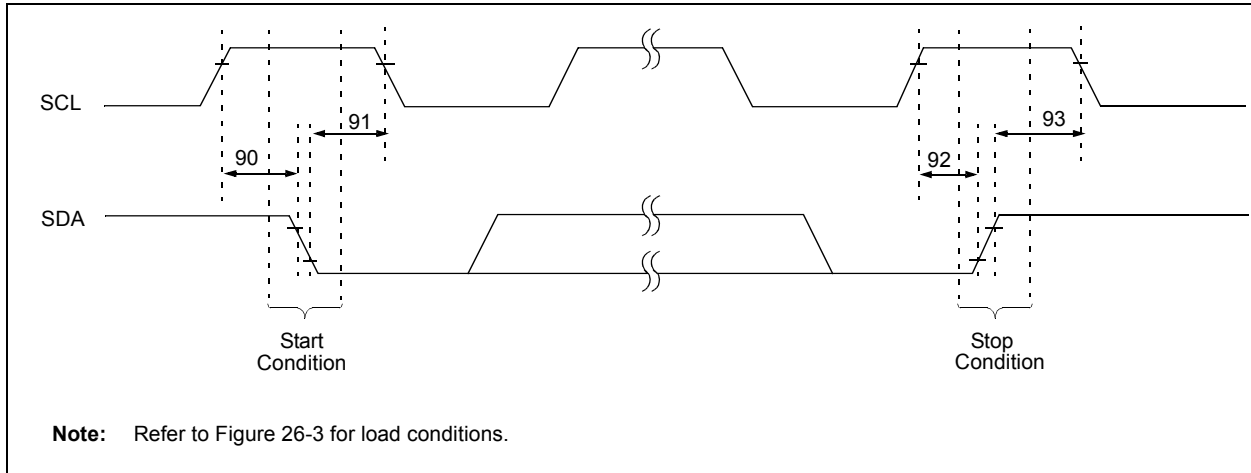 SCL
91
93
90
92
SDA
Start
Condition
Stop
Condition
Note: Refer to Figure 26-3 for load conditions.